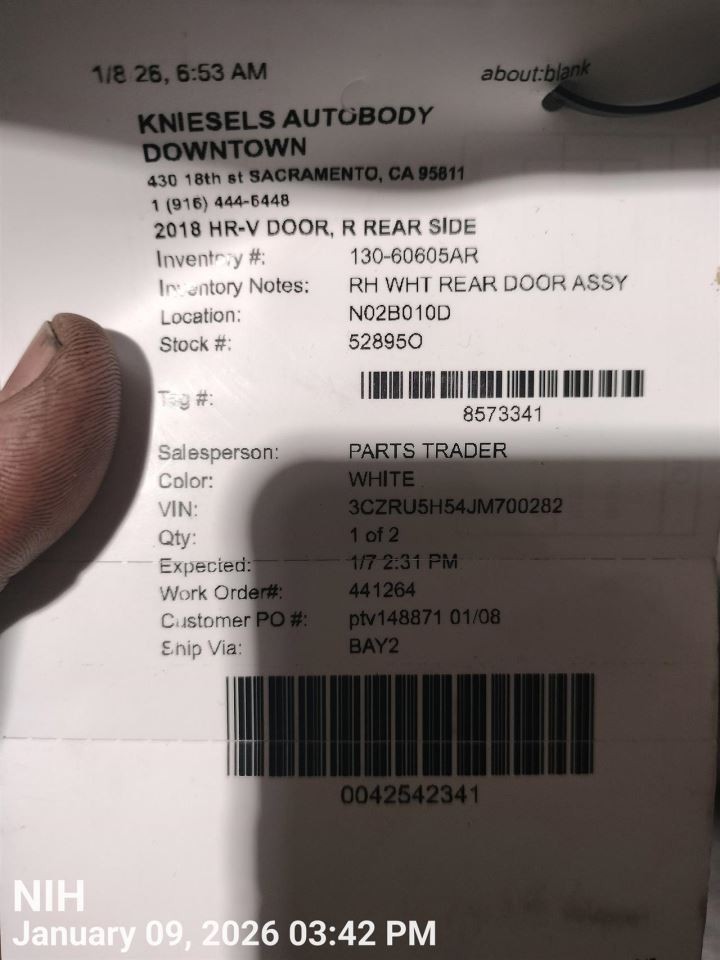 1/8/26, 6:53 AM about:blank
KNIESELS AUTOBODY
DOWNTOWN
430 18th st SACRAMENTO, CA 95811
1 (916) 444-6448
2018 HR-V DOOR, R REAR SIDE
Inventory #: 130-60605AR
Inventory Notes: RH WHT REAR DOOR ASSY
Location: N02B010D
Stock #: 52895O
Tag #:
8573341
Salesperson: PARTS TRADER
Color: WHITE
VIN: 3CZRU5H54JM700282
Qty: 1 of 2
Expected: 1/7 2:31 PM
Work Order#: 441264
Customer PO #: ptv148871 01/08
Ship Via: BAY2
0042542341
NIH
January 09, 2026 03:42 PM